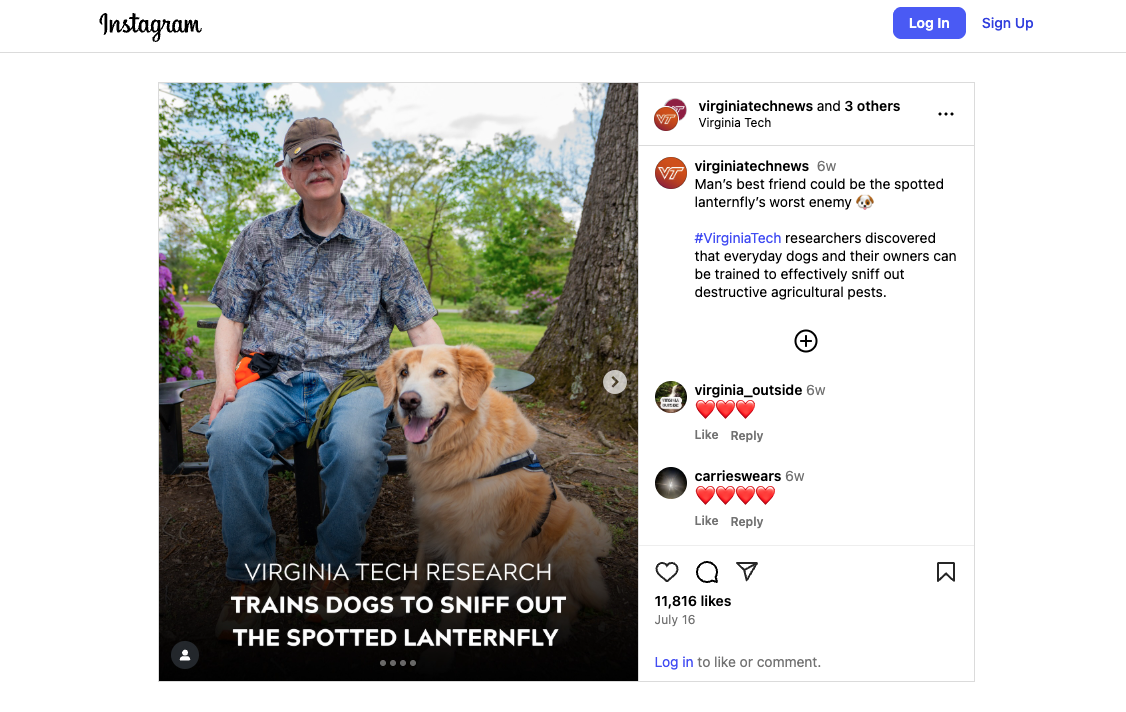 Instagram
Log In
Sign Up
VIRGINIA TECH RESEARCH
TRAINS DOGS TO SNIFF OUT
THE SPOTTED LANTERNFLY
virginiatechnews and 3 others
Virginia Tech
virginiatechnews 6w
Man’s best friend could be the spotted
lanternfly’s worst enemy 🐶
#VirginiaTech researchers discovered
that everyday dogs and their owners can
be trained to effectively sniff out
destructive agricultural pests.
virginia_outside 6w
❤️❤️❤️
Like Reply
carrieswears 6w
❤️❤️❤️❤️
Like Reply
11,816 likes
July 16
Log in to like or comment.